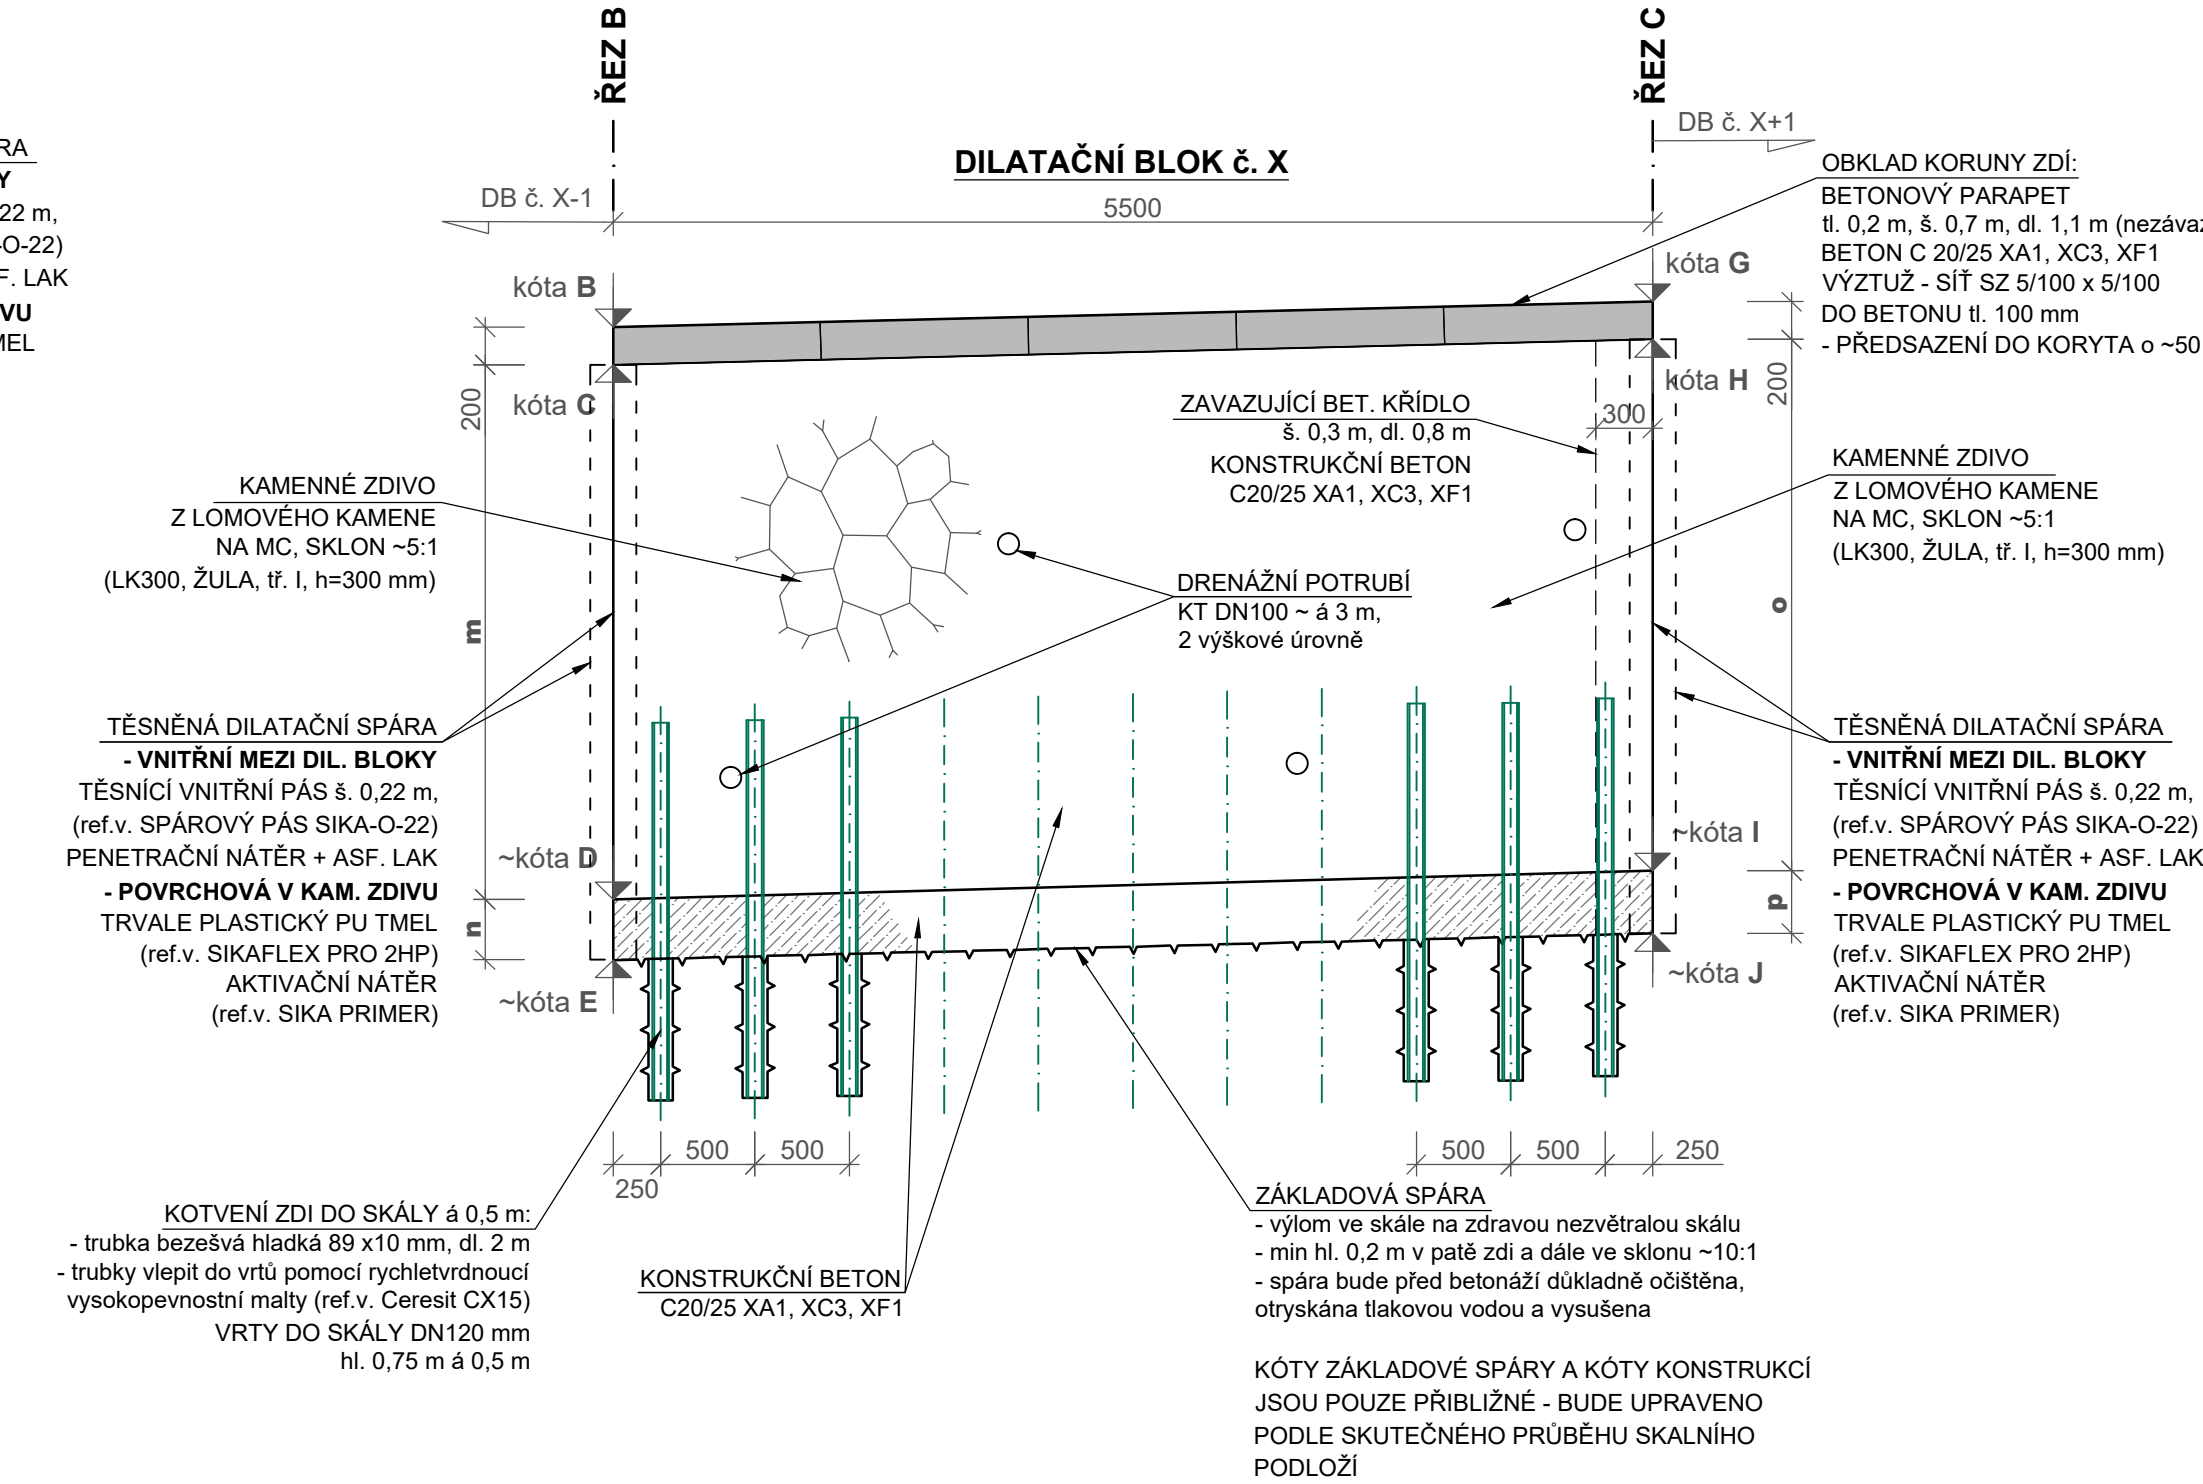 ŘEZ B
ŘEZ C
DB č. X+1
DILATAČNÍ BLOK č. X
DB č. X-1
5500
RA
Y
22 m,
-O-22)
F. LAK
VU
MEL
OBKLAD KORUNY ZDÍ:
BETONOVÝ PARAPET
tl. 0,2 m, š. 0,7 m, dl. 1,1 m (nezávaz
BETON C 20/25 XA1, XC3, XF1
VÝZTUŽ - SÍŤ SZ 5/100 x 5/100
DO BETONU tl. 100 mm
- PŘEDSAZENÍ DO KORYTA o ~50
kóta B
kóta G
kóta C
kóta H
200
200
300
ZAVAZUJÍCÍ BET. KŘÍDLO
š. 0,3 m, dl. 0,8 m
KONSTRUKČNÍ BETON
C20/25 XA1, XC3, XF1
KAMENNÉ ZDIVO
Z LOMOVÉHO KAMENE
NA MC, SKLON ~5:1
(LK300, ŽULA, tř. I, h=300 mm)
KAMENNÉ ZDIVO
Z LOMOVÉHO KAMENE
NA MC, SKLON ~5:1
(LK300, ŽULA, tř. I, h=300 mm)
DRENÁŽNÍ POTRUBÍ
KT DN100 ~ á 3 m,
2 výškové úrovně
m
o
TĚSNĚNÁ DILATAČNÍ SPÁRA
- VNITŘNÍ MEZI DIL. BLOKY
TĚSNÍCÍ VNITŘNÍ PÁS š. 0,22 m,
(ref.v. SPÁROVÝ PÁS SIKA-O-22)
PENETRAČNÍ NÁTĚR + ASF. LAK
- POVRCHOVÁ V KAM. ZDIVU
TRVALE PLASTICKÝ PU TMEL
(ref.v. SIKAFLEX PRO 2HP)
AKTIVAČNÍ NÁTĚR
(ref.v. SIKA PRIMER)
TĚSNĚNÁ DILATAČNÍ SPÁRA
- VNITŘNÍ MEZI DIL. BLOKY
TĚSNÍCÍ VNITŘNÍ PÁS š. 0,22 m,
(ref.v. SPÁROVÝ PÁS SIKA-O-22)
PENETRAČNÍ NÁTĚR + ASF. LAK
- POVRCHOVÁ V KAM. ZDIVU
TRVALE PLASTICKÝ PU TMEL
(ref.v. SIKAFLEX PRO 2HP)
AKTIVAČNÍ NÁTĚR
(ref.v. SIKA PRIMER)
~kóta D
~kóta I
n
p
~kóta E
~kóta J
250
500
500
500
500
250
KOTVENÍ ZDI DO SKÁLY á 0,5 m:
- trubka bezešvá hladká 89 x10 mm, dl. 2 m
- trubky vlepit do vrtů pomocí rychletvrdnoucí
vysokopevnostní malty (ref.v. Ceresit CX15)
VRTY DO SKÁLY DN120 mm
hl. 0,75 m á 0,5 m
KONSTRUKČNÍ BETON
C20/25 XA1, XC3, XF1
ZÁKLADOVÁ SPÁRA
- výlom ve skále na zdravou nezvětralou skálu
- min hl. 0,2 m v patě zdi a dále ve sklonu ~10:1
- spára bude před betonáží důkladně očištěna,
otryskána tlakovou vodou a vysušena
KÓTY ZÁKLADOVÉ SPÁRY A KÓTY KONSTRUKCÍ
JSOU POUZE PŘIBLIŽNÉ - BUDE UPRAVENO
PODLE SKUTEČNÉHO PRŮBĚHU SKALNÍHO
PODLOŽÍ